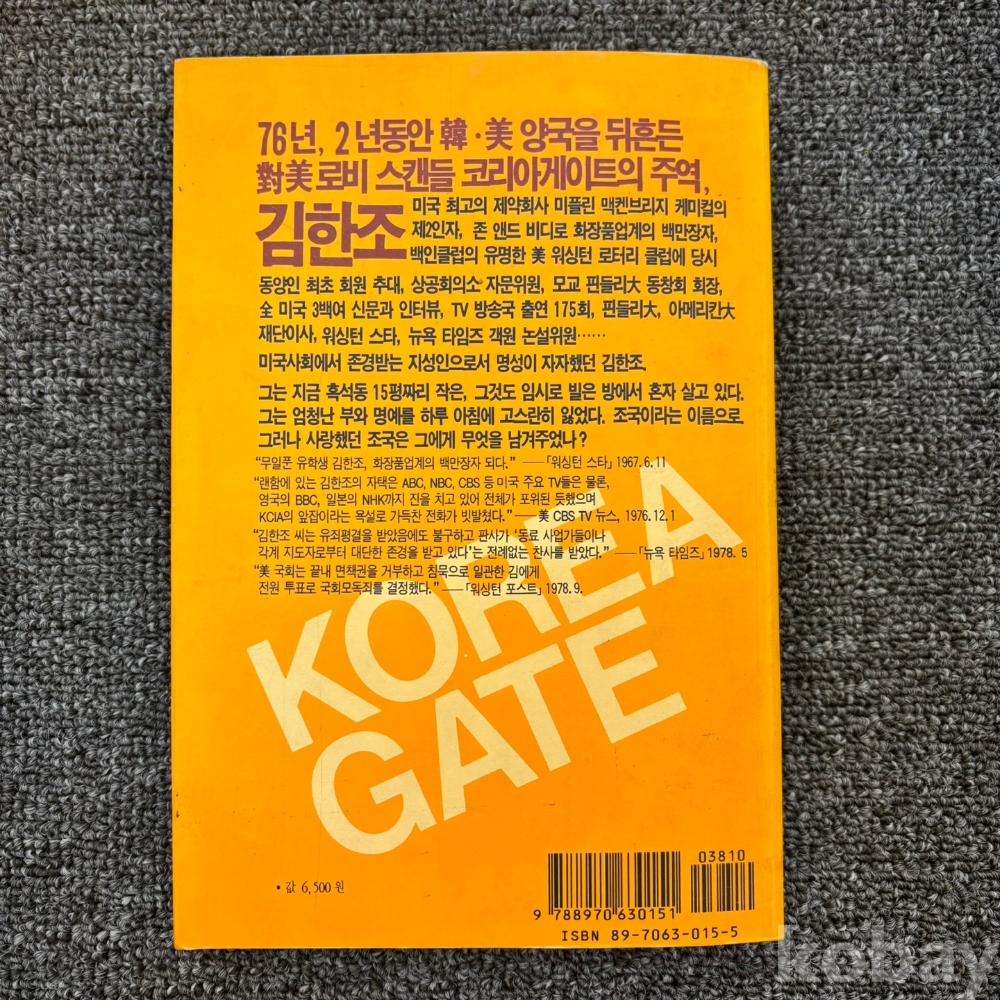 76년, 2년동안 韓·美 양국을 뒤흔든
對美로비 스캔들 코리아게이트의 주역,
김한조
미국 최고의 제약회사 미플린 맥켄브리지 케미컬의
제2인자, 존 앤드 비디로 화장품업계의 백만장자,
백인클럽의 유명한 美 워싱턴 로터리 클럽에 당시
동양인 최초 회원 추대, 상공회의소 자문위원, 모교 핀들리大 동창회 회장,
全 미국 3백여 신문과 인터뷰, TV 방송국 출연 175회, 핀들리大, 아메리칸大
재단이사, 워싱턴 스타, 뉴욕 타임즈 객원 논설위원……
미국사회에서 존경받는 지성인으로서 명성이 자자했던 김한조.
그는 지금 흑석동 15평짜리 작은, 그것도 임시로 빌은 방에서 혼자 살고 있다.
그는 엄청난 부와 명예를 하루 아침에 고스란히 잃었다. 조국이라는 이름으로
그러나 사랑했던 조국은 그에게 무엇을 남겨주었나?
“무일푼 유학생 김한조, 화장품업계의 백만장자 되다.” ──「워싱턴 스타」 1967.6.11
“랜함에 있는 김한조의 자택은 ABC, NBC, CBS 등 미국 주요 TV들은 물론,
영국의 BBC, 일본의 NHK까지 진을 치고 있어 전체가 포위된 듯했으며
KCIA의 앞잡이라는 욕설로 가득찬 전화가 빗발쳤다.” ──美 CBS TV 뉴스, 1976.12.1
“김한조 씨는 유죄평결을 받았음에도 불구하고 판사가 ‘동료 사업가들이나
각계 지도자로부터 대단한 존경을 받고 있다’는 전례없는 찬사를 받았다.” ──「뉴욕 타임즈」 1978. 5
“美 국회는 끝내 면책권을 거부하고 침묵으로 일관한 김에게
전원 투표로 국회모독죄를 결정했다.” ──「워싱턴 포스트」 1978.9.
KOREA
GATE
• 값 6,500원
03810
9 788970 630151
ISBN 89-7063-015-5
kobay